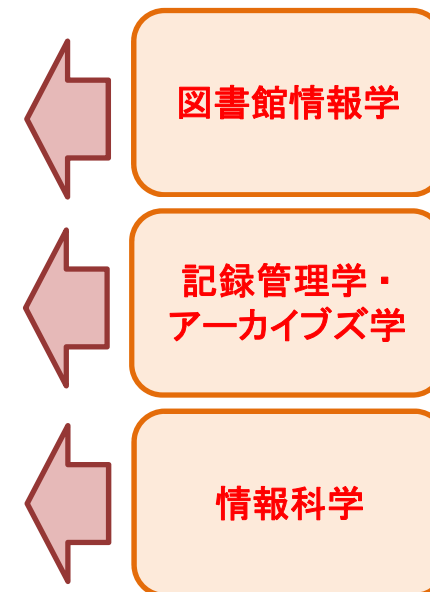 図書館情報学
記録管理学・
アーカイブズ学
情報科学